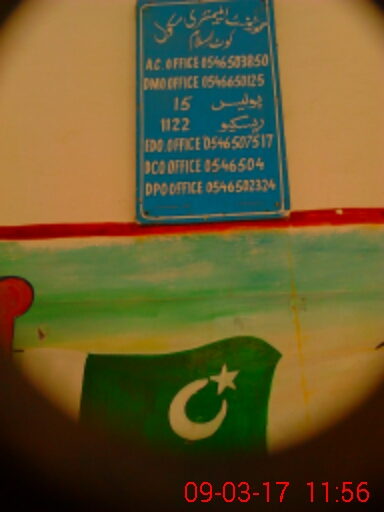 گورنمنٹ ایلیمنٹری سکول
کوٹ اسلام
A.C. OFFICE 0546503850
DMO.OFFICE 0546650125
پولیس 15
ریسکیو 1122
EDO.OFFICE 0546507517
DCO OFFICE 0546504
DPO OFFICE 0546502324
09-03-17 11:56